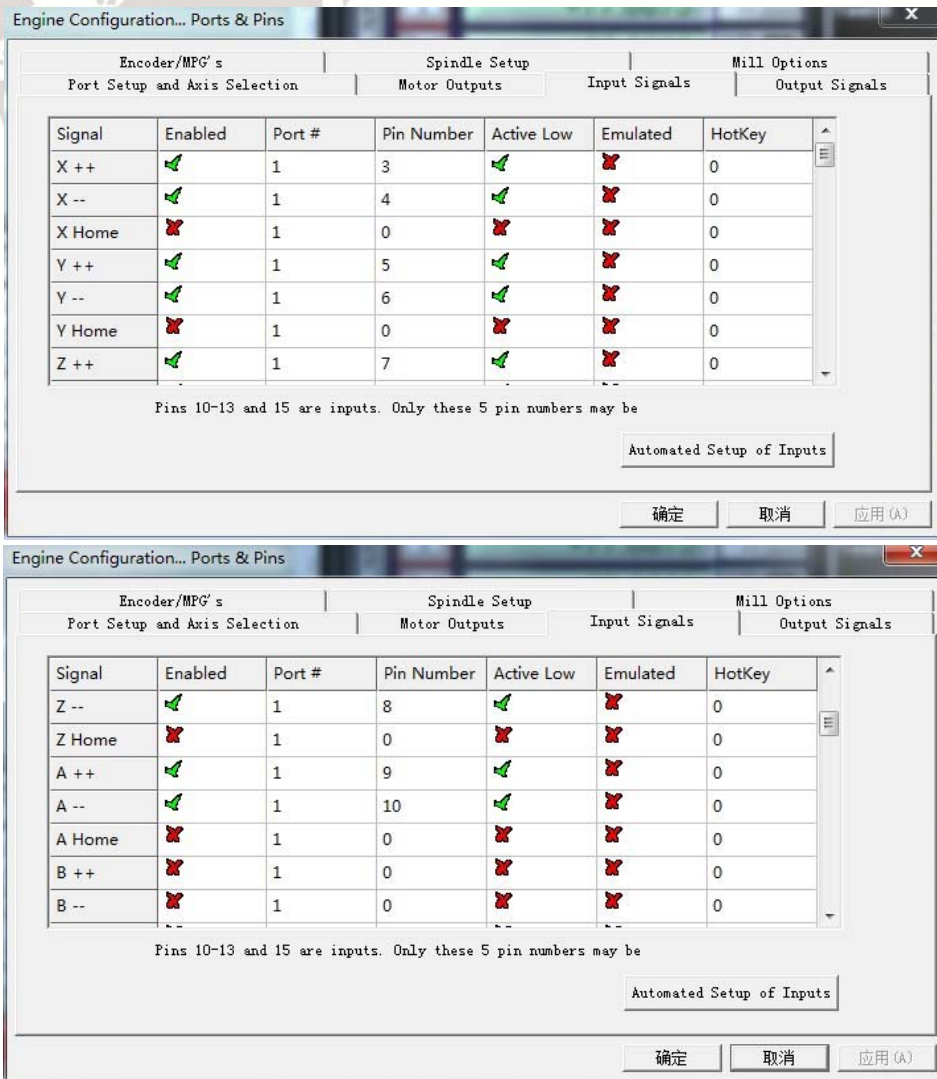 Engine Configuration... Ports & Pins
x
Encoder/MPG's Spindle Setup Mill Options
Port Setup and Axis Selection Motor Outputs Input Signals Output Signals
Signal Enabled Port # Pin Number Active Low Emulated HotKey
X ++ 1 3 0
X -- 1 4 0
X Home 1 0 0
Y ++ 1 5 0
Y -- 1 6 0
Y Home 1 0 0
Z ++ 1 7 0
Pins 10-13 and 15 are inputs. Only these 5 pin numbers may be
Automated Setup of Inputs
确定 取消 应用(A)
Engine Configuration... Ports & Pins
x
Encoder/MPG's Spindle Setup Mill Options
Port Setup and Axis Selection Motor Outputs Input Signals Output Signals
Signal Enabled Port # Pin Number Active Low Emulated HotKey
Z -- 1 8 0
Z Home 1 0 0
A ++ 1 9 0
A -- 1 10 0
A Home 1 0 0
B ++ 1 0 0
B -- 1 0 0
Pins 10-13 and 15 are inputs. Only these 5 pin numbers may be
Automated Setup of Inputs
确定 取消 应用(A)